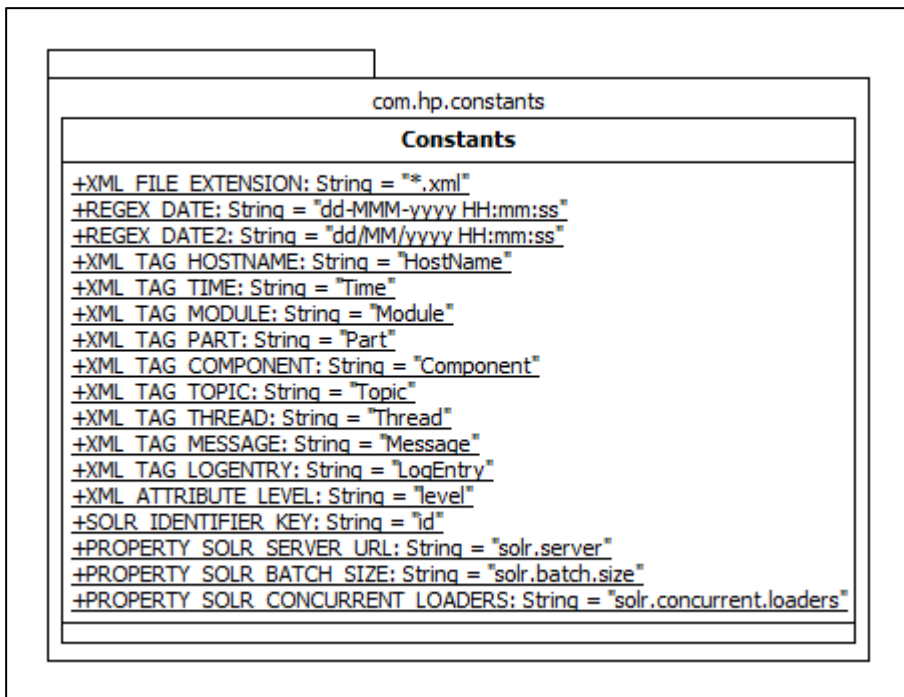 com.hp.constants
Constants
+XML_FILE_EXTENSION: String = "*.xml"
+REGEX_DATE: String = "dd-MMM-yyyy HH:mm:ss"
+REGEX_DATE2: String = "dd/MM/yyyy HH:mm:ss"
+XML_TAG_HOSTNAME: String = "HostName"
+XML_TAG_TIME: String = "Time"
+XML_TAG_MODULE: String = "Module"
+XML_TAG_PART: String = "Part"
+XML_TAG_COMPONENT: String = "Component"
+XML_TAG_TOPIC: String = "Topic"
+XML_TAG_THREAD: String = "Thread"
+XML_TAG_MESSAGE: String = "Message"
+XML_TAG_LOGENTRY: String = "LogEntry"
+XML_ATTRIBUTE_LEVEL: String = "level"
+SOLR_IDENTIFIER_KEY: String = "id"
+PROPERTY_SOLR_SERVER_URL: String = "solr.server"
+PROPERTY_SOLR_BATCH_SIZE: String = "solr.batch.size"
+PROPERTY_SOLR_CONCURRENT_LOADERS: String = "solr.concurrent.loaders"